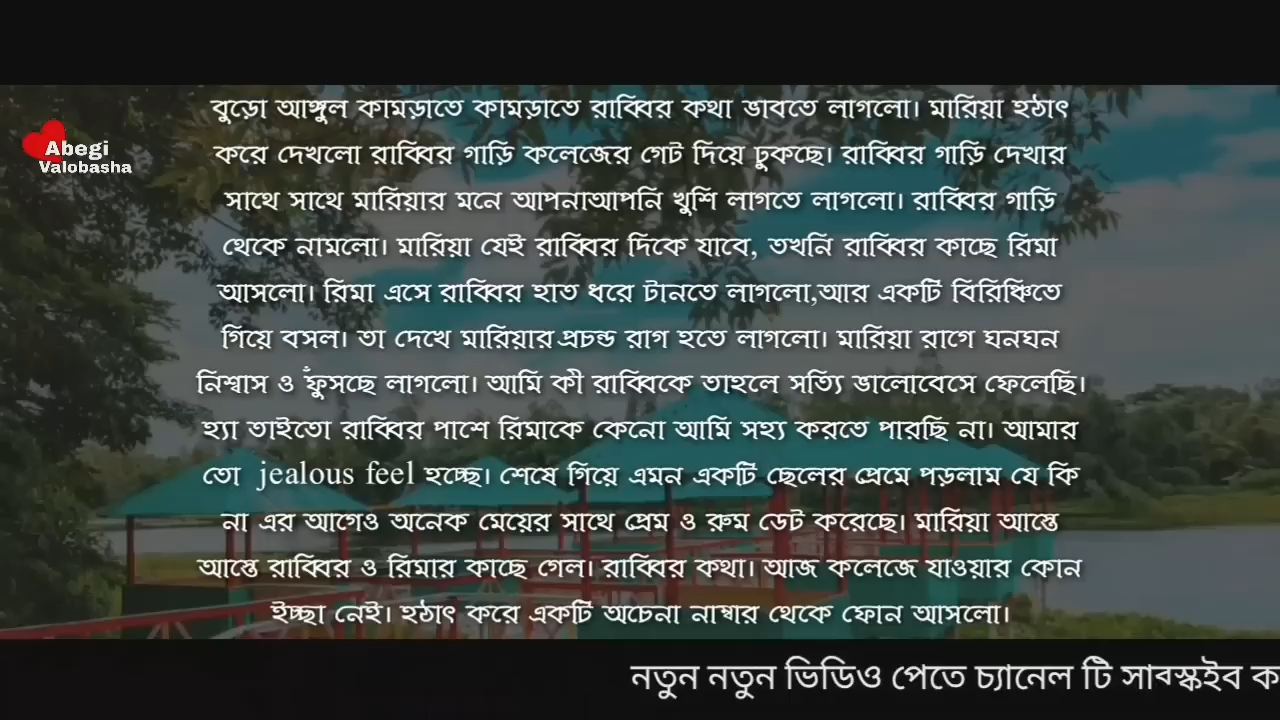 বুড়ো আঙ্গুল কামড়াতে কামড়াতে রাব্বির কথা ভাবতে লাগলো। মারিয়া হঠাৎ
করে দেখলো রাব্বির গাড়ি কলেজের গেট দিয়ে ঢুকছে। রাব্বির গাড়ি দেখার
সাথে সাথে মারিয়ার মনে আপনাআপনি খুশি লাগতে লাগলো। রাব্বির গাড়ি
থেকে নামলো। মারিয়া যেই রাব্বির দিকে যাবে, তখনি রাব্বির কাছে রিমা
আসলো। রিমা এসে রাব্বির হাত ধরে টানতে লাগলো,আর একটি বিরিঞ্চিতে
গিয়ে বসল। তা দেখে মারিয়ার প্রচন্ড রাগ হতে লাগলো। মারিয়া রাগে ঘনঘন
নিশ্বাস ও ফুঁসছে লাগলো। আমি কী রাব্বিকে তাহলে সত্যি ভালোবেসে ফেলেছি।
হ্যা তাইতো রাব্বির পাশে রিমাকে কেনো আমি সহ্য করতে পারছি না। আমার
তো jealous feel হচ্ছে। শেষে গিয়ে এমন একটি ছেলের প্রেমে পড়লাম যে কি
না এর আগেও অনেক মেয়ের সাথে প্রেম ও রুম ডেট করেছে। মারিয়া আস্তে
আস্তে রাব্বির ও রিমার কাছে গেল। রাব্বির কথা। আজ কলেজে যাওয়ার কোন
ইচ্ছা নেই। হঠাৎ করে একটি অচেনা নাম্বার থেকে ফোন আসলো।
Abegi
Valobasha
নতুন নতুন ভিডিও পেতে চ্যানেল টি সাবস্ক্রইব ক